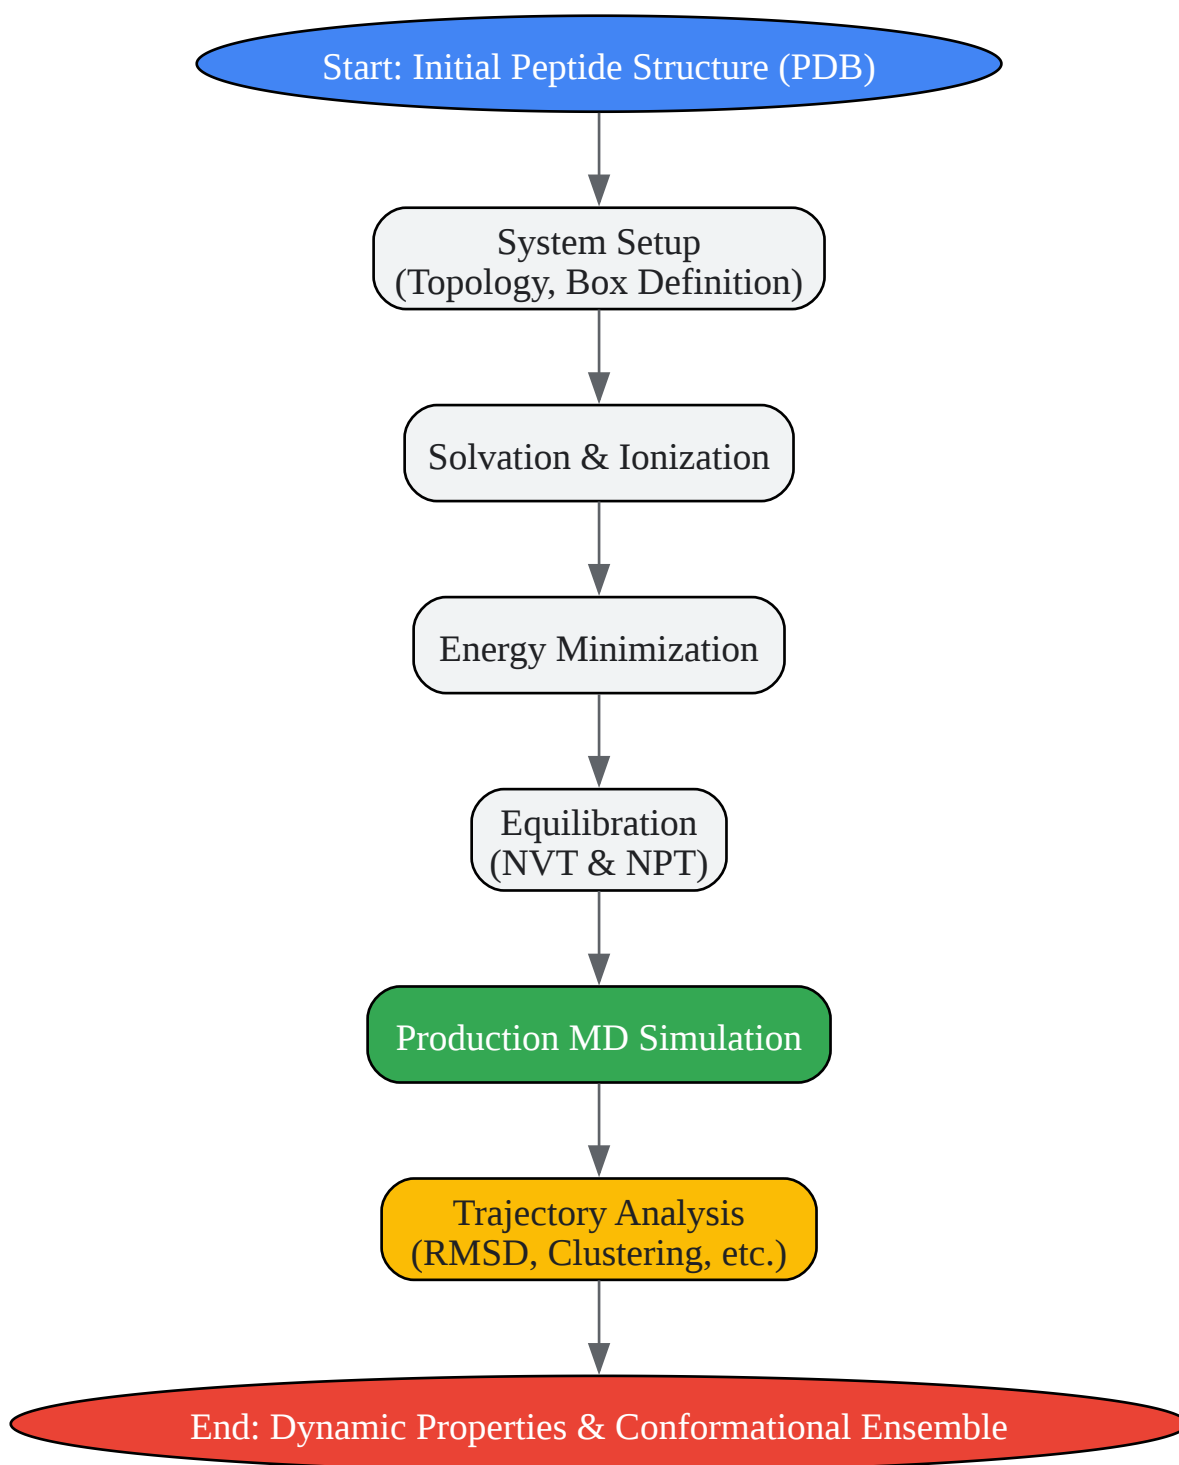 Start: Initial Peptide Structure (PDB)
System Setup
(Topology, Box Definition)
Solvation & Ionization
Energy Minimization
Equilibration
(NVT & NPT)
Production MD Simulation
Trajectory Analysis
(RMSD, Clustering, etc.)
End: Dynamic Properties & Conformational Ensemble